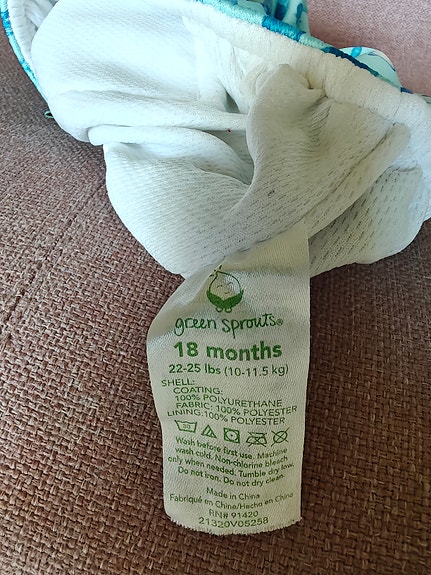 green sprouts®
18 months
22-25 lbs (10-11.5 kg)
SHELL:
COATING:
100% POLYURETHANE
FABRIC: 100% POLYESTER
LINING:100% POLYESTER
30
Wash before first use. Machine
wash cold. Non-chlorine bleach
only when needed. Tumble dry low.
Do not iron. Do not dry clean.
Made in China
Fabriqué en Chine/Hecho en China
RN# 91420
21320V05258